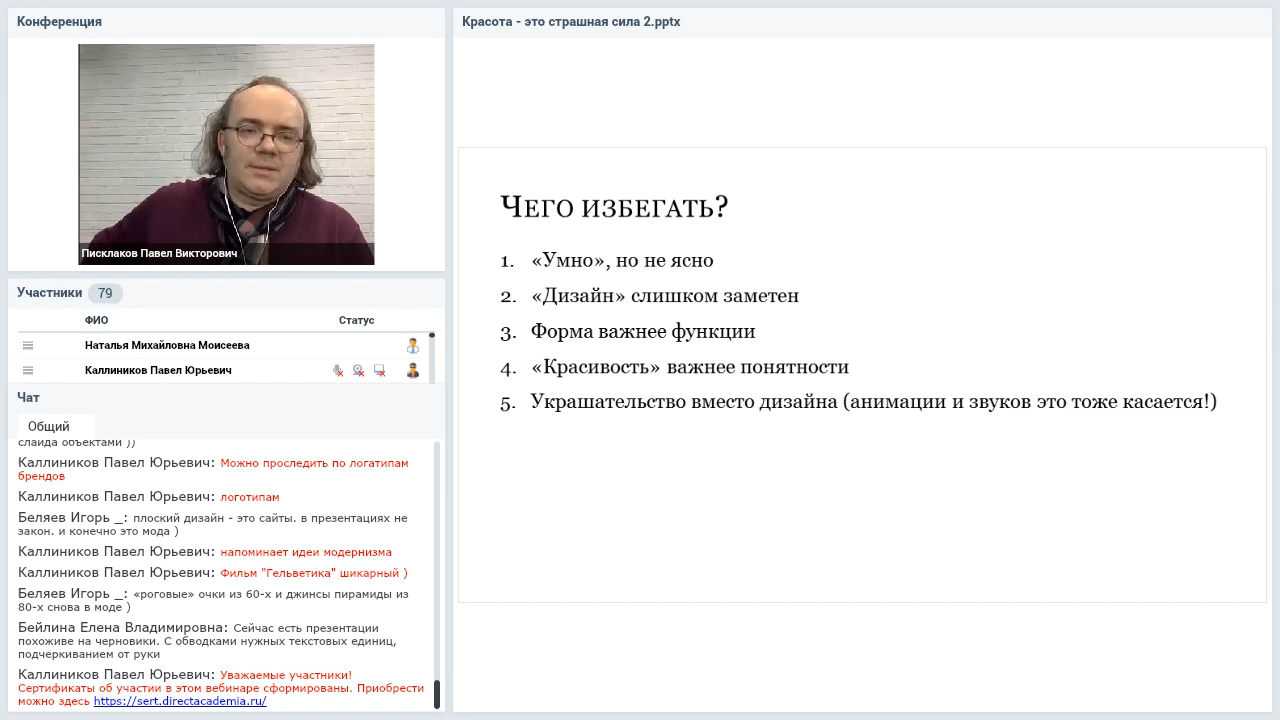 Конференция
Писклаков Павел Викторович
Участники 79
ФИО Статус
Наталья Михайловна Моисеева
Каллиников Павел Юрьевич
Чат
Общий
слайда объектами ))
Каллиников Павел Юрьевич: Можно проследить по логатипам
брендов
Каллиников Павел Юрьевич: логотипам
Беляев Игорь _: плоский дизайн - это сайты. в презентациях не
закон. и конечно это мода )
Каллиников Павел Юрьевич: напоминает идеи модернизма
Каллиников Павел Юрьевич: Фильм "Гельветика" шикарный )
Беляев Игорь _: «роговые» очки из 60-х и джинсы пирамиды из
80-х снова в моде )
Бейлина Елена Владимировна: Сейчас есть презентации
похоживе на черновики. С обводками нужных текстовых единиц,
подчеркиванием от руки
Каллиников Павел Юрьевич: Уважаемые участники!
Сертификаты об участии в этом вебинаре сформированы. Приобрести
можно здесь https://sert.directacademia.ru/
Красота - это страшная сила 2.pptx
Чего избегать?
1. «Умно», но не ясно
2. «Дизайн» слишком заметен
3. Форма важнее функции
4. «Красивость» важнее понятности
5. Украшательство вместо дизайна (анимации и звуков это тоже касается!)